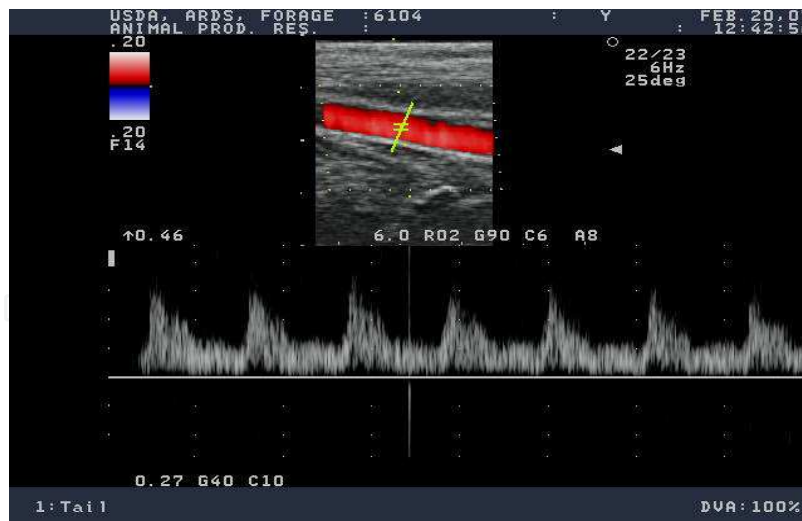 USDA, ARDS, FORAGE :6104 : Y FEB.20,0
ANIMAL PROD. RES. : : 12:42:5
.20
22/23
6Hz
25deg
.20
F14
↑0.46 6.0 R02 G90 C6 A8
0.27 G40 C10
1:Tail DVA:100%